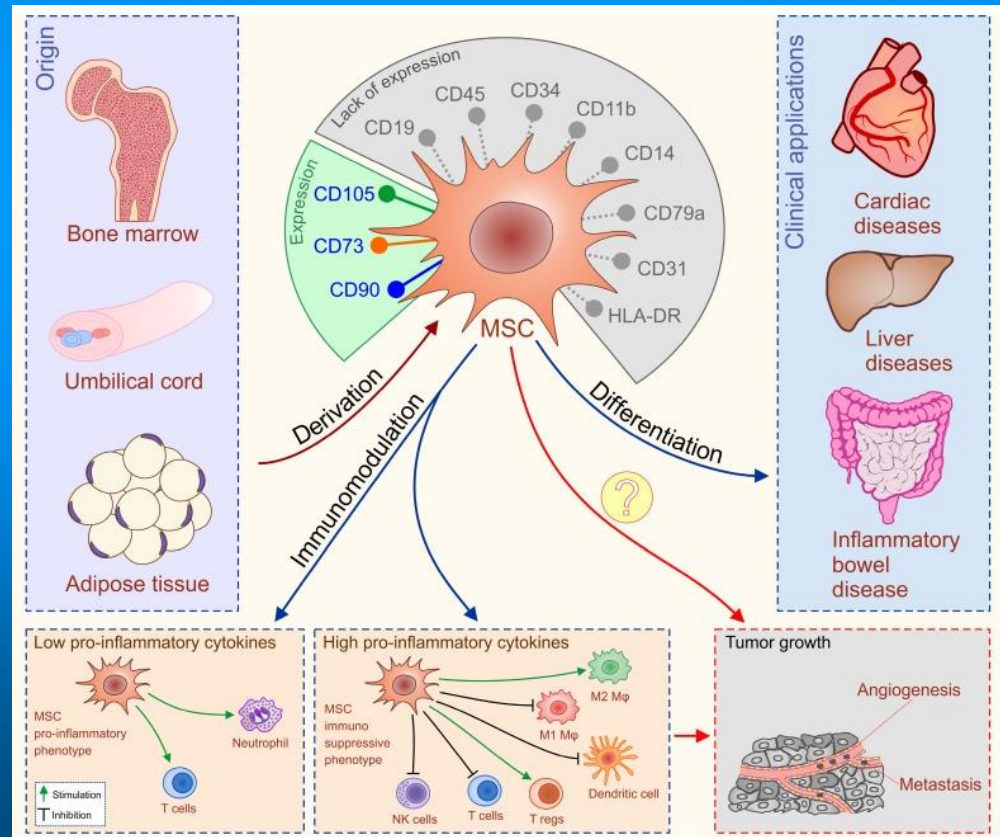 Origin
Bone marrow
Umbilical cord
Adipose tissue
Lack of expression
CD19
CD45
CD34
CD11b
CD14
CD79a
CD31
HLA-DR
Expression
CD105
CD73
CD90
MSC
Clinical applications
Cardiac
diseases
Liver
diseases
Inflammatory
bowel
disease
Derivation
Immunomodulation
?
Differentiation
Low pro-inflammatory cytokines
MSC
pro-inflammatory
phenotype
Neutrophil
T cells
Stimulation
Inhibition
High pro-inflammatory cytokines
MSC
immuno
suppressive
phenotype
M2 Mφ
M1 Mφ
Dendritic cell
NK cells
T cells
T regs
Tumor growth
Angiogenesis
Metastasis